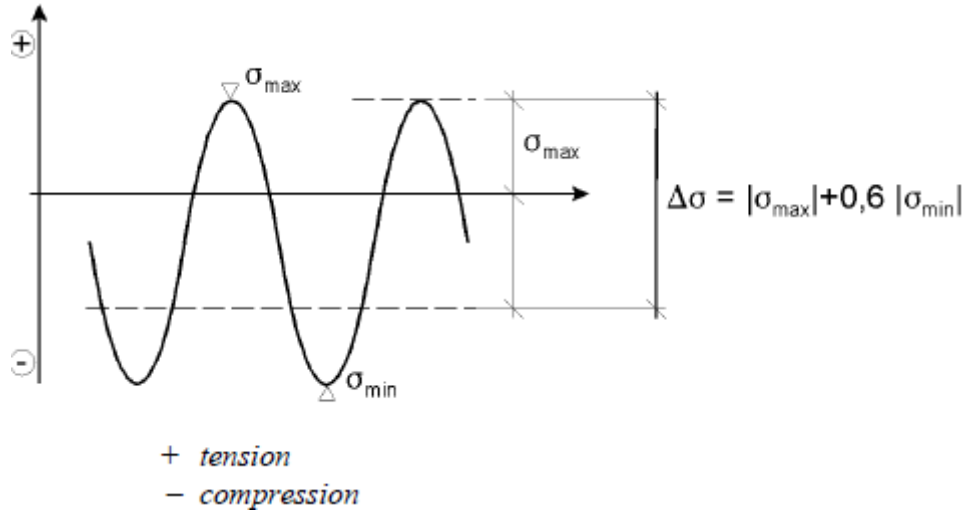 +
σmax
σmax
Δσ = |σmax|+0,6 |σmin|
-
σmin
+ tension
− compression